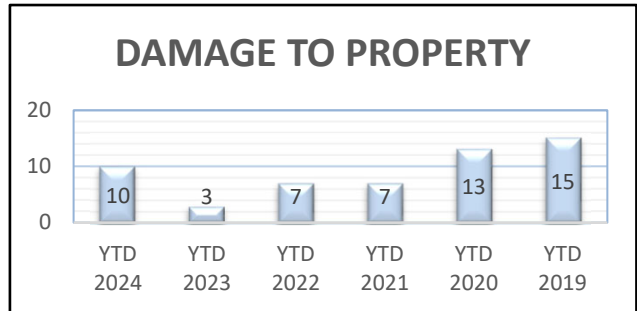 DAMAGE TO PROPERTY
20
10
0
10
3
7
7
13
15
YTD 2024
YTD 2023
YTD 2022
YTD 2021
YTD 2020
YTD 2019